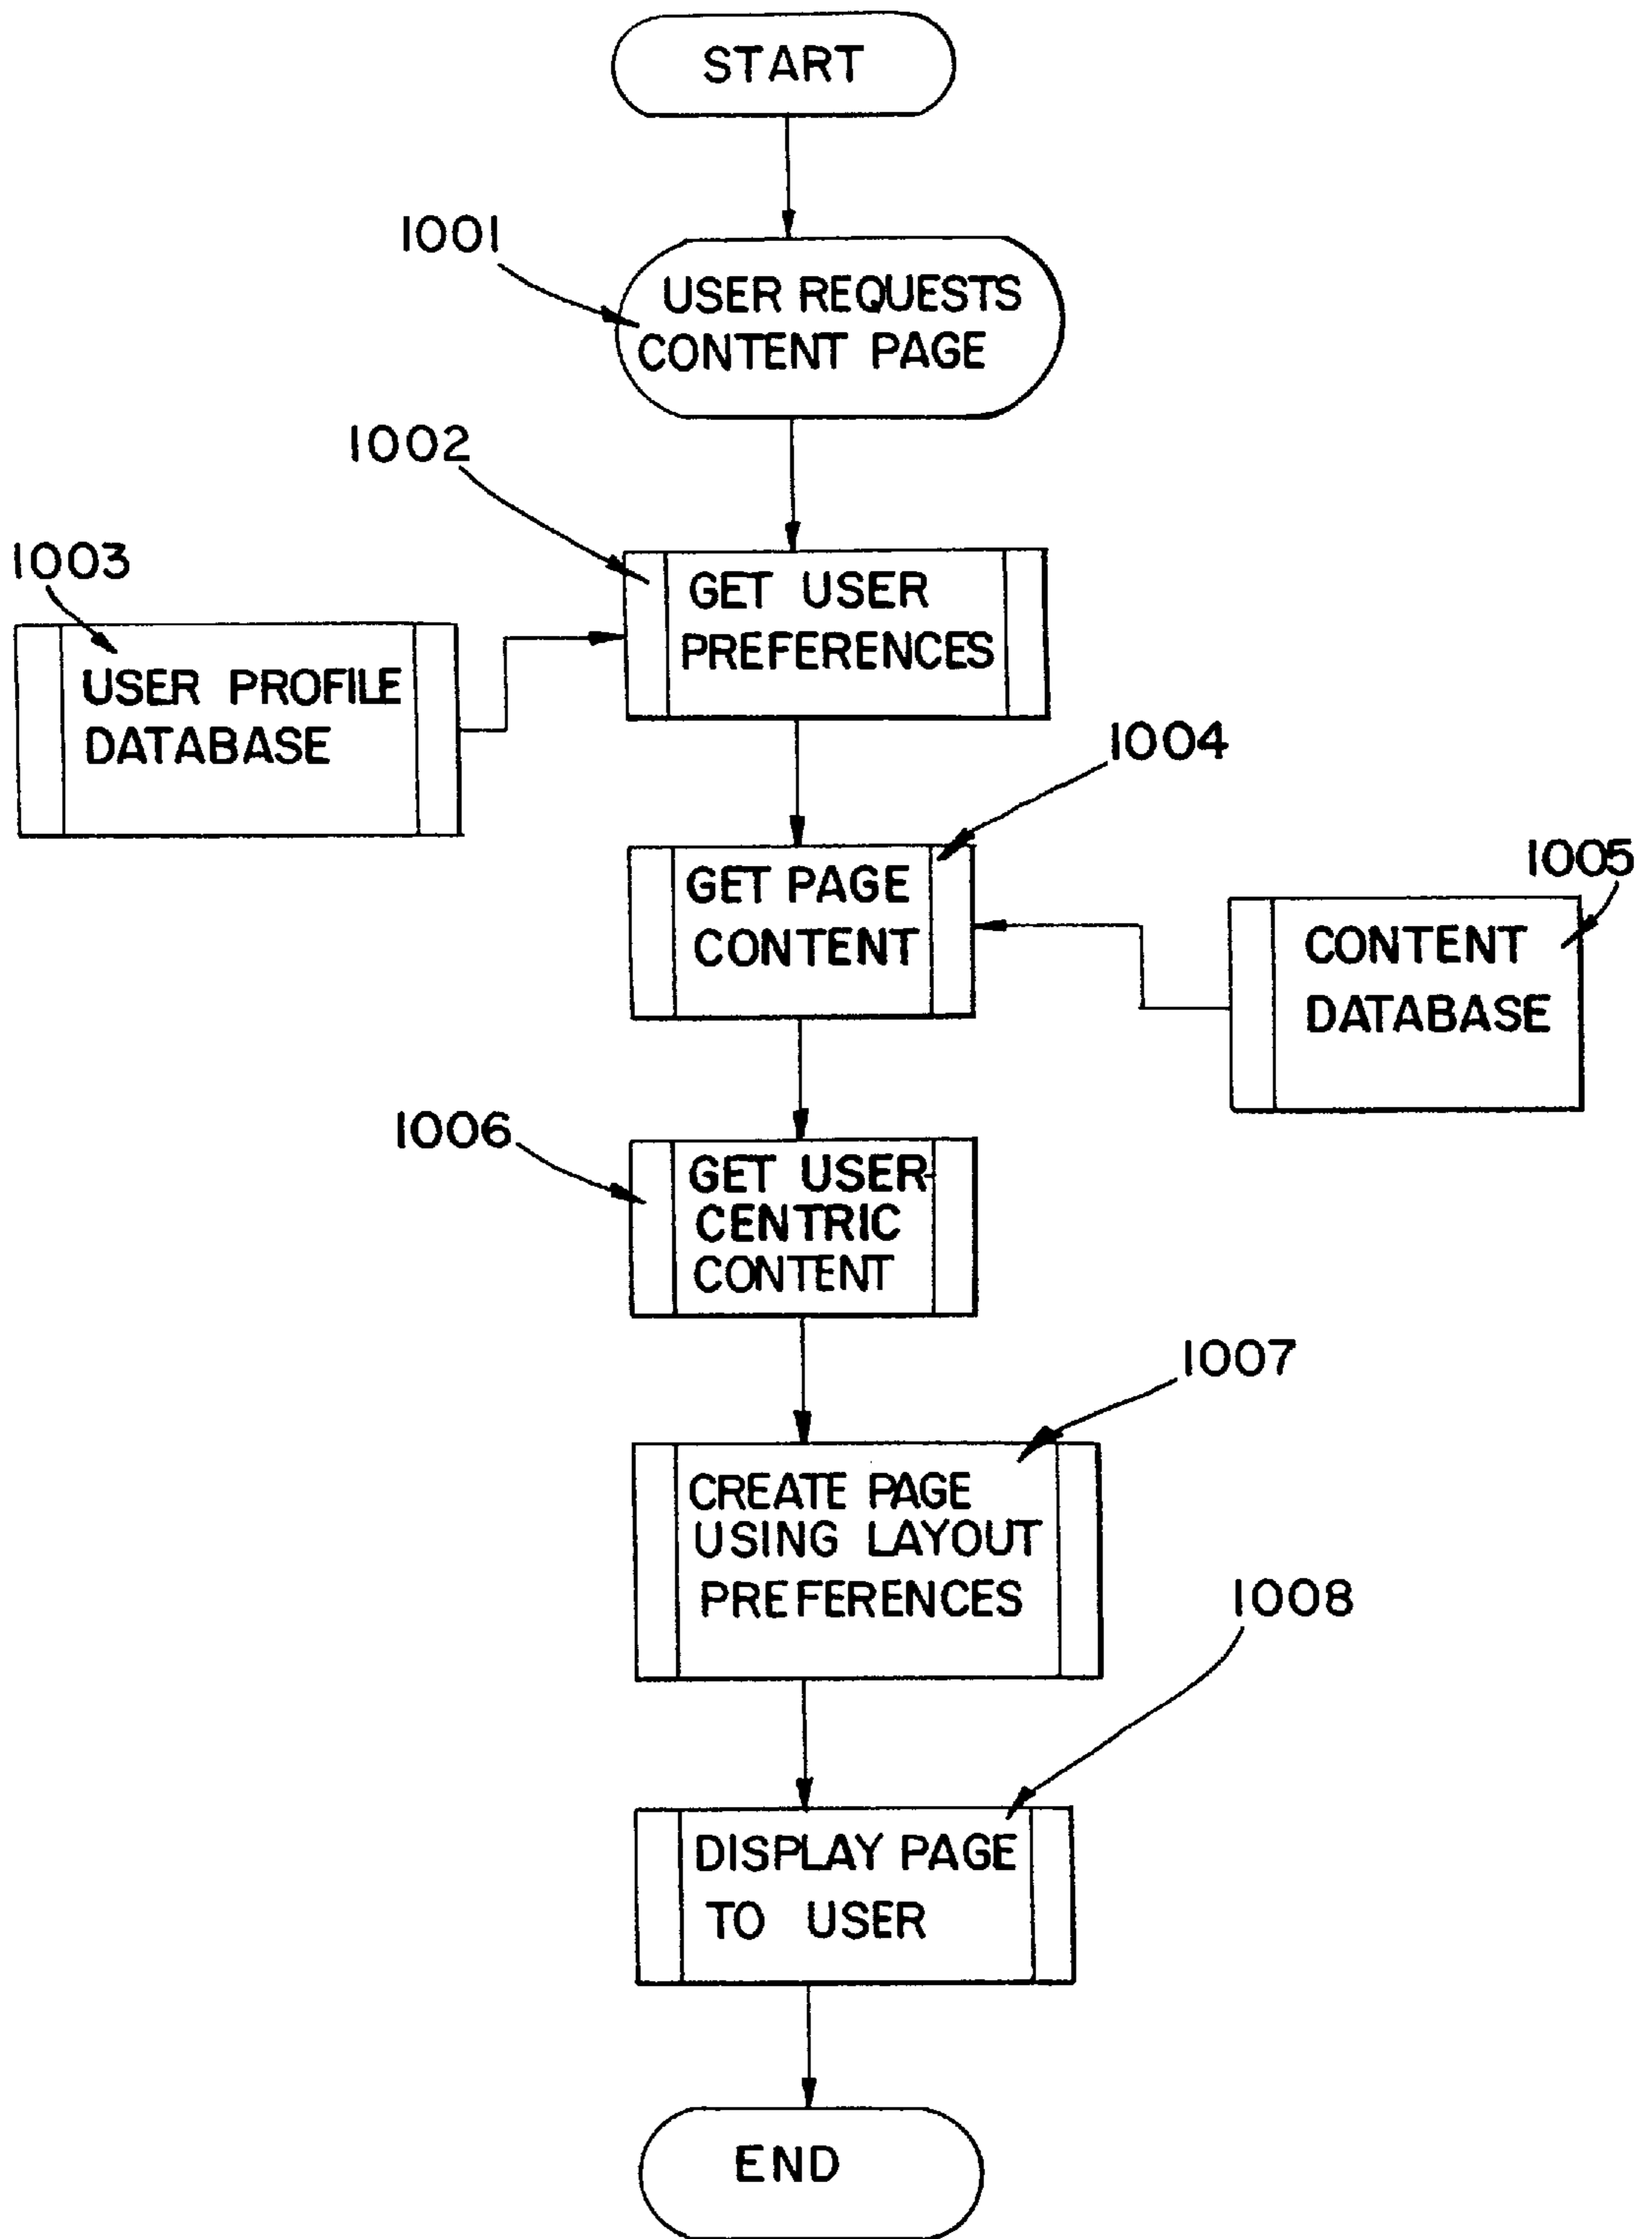 START
1001
USER REQUESTS
CONTENT PAGE
1002
GET USER
PREFERENCES
1003
USER PROFILE
DATABASE
1004
GET PAGE
CONTENT
1005
CONTENT
DATABASE
1006
GET USER-
CENTRIC
CONTENT
1007
CREATE PAGE
USING LAYOUT
PREFERENCES
1008
DISPLAY PAGE
TO USER
END